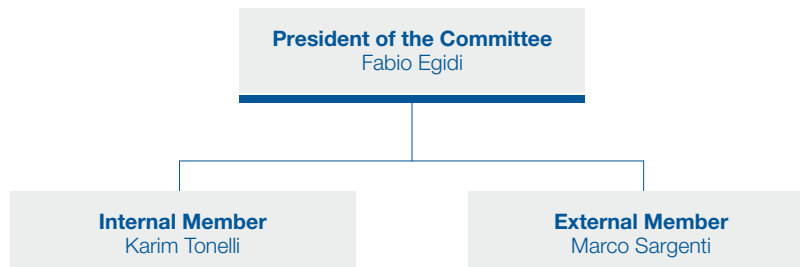 President of the Committee
Fabio Egidi
Internal Member
Karim Tonelli
External Member
Marco Sargenti